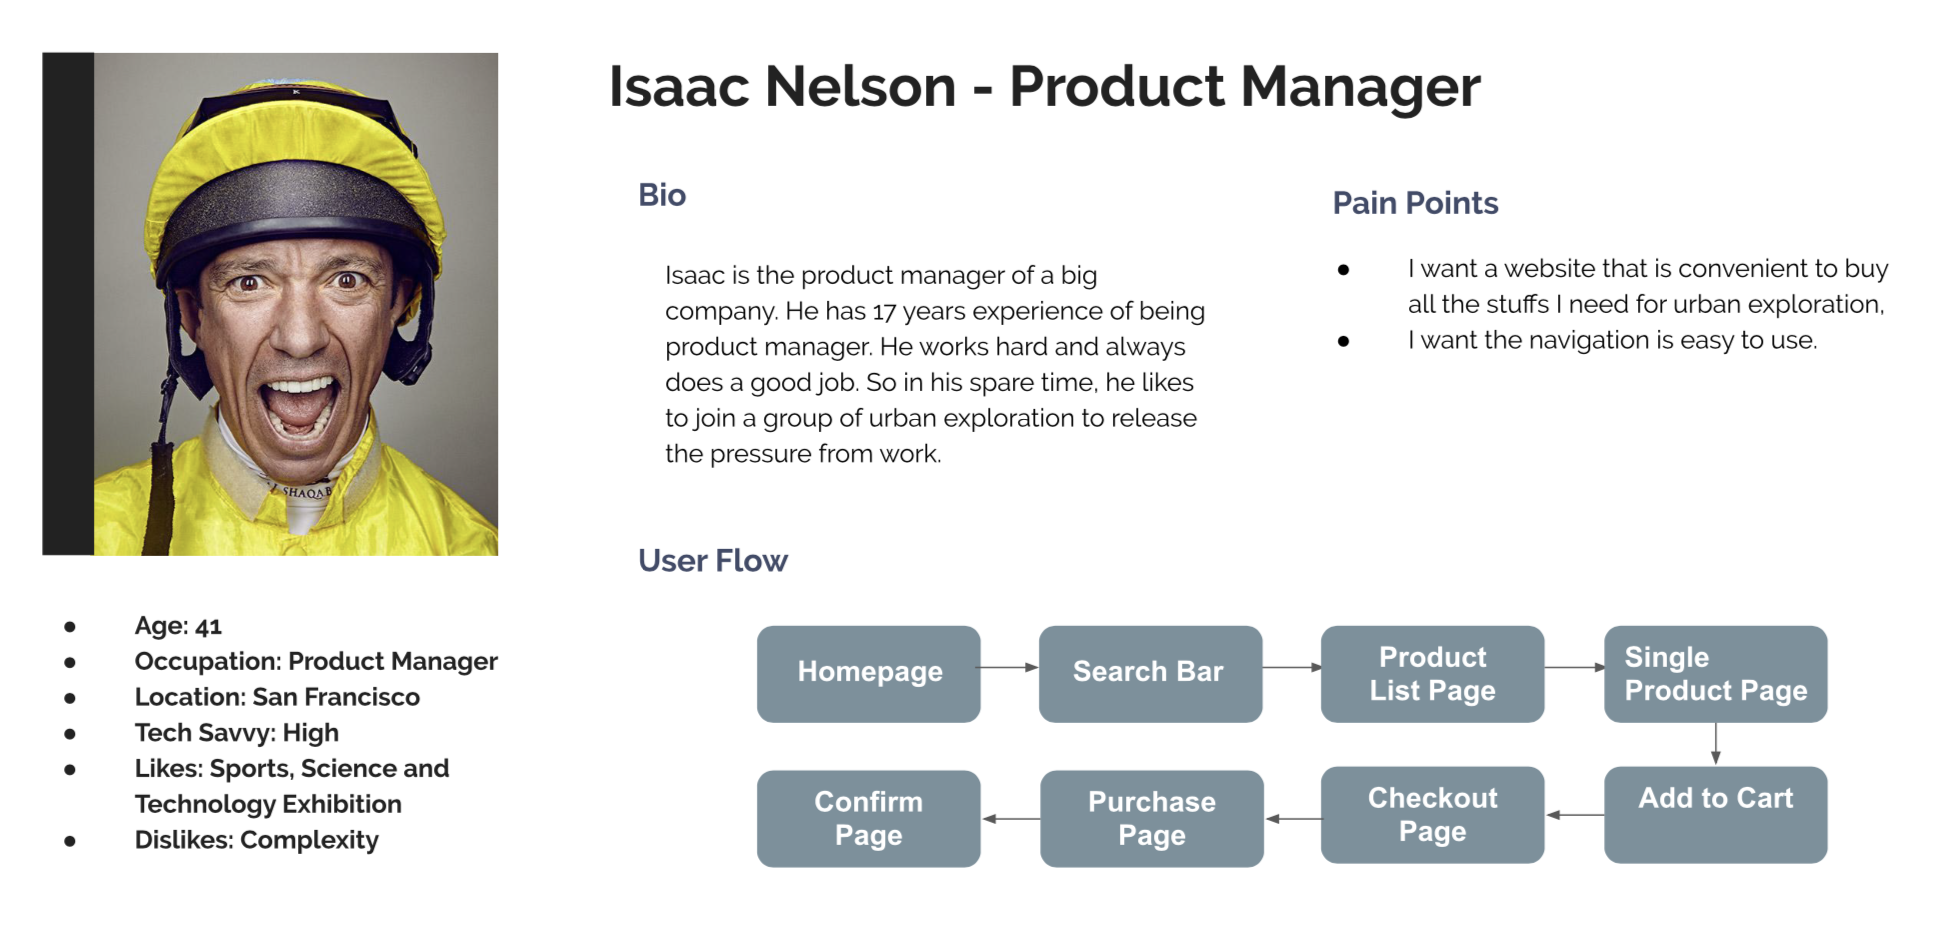 Isaac Nelson - Product Manager
Bio
Isaac is the product manager of a big
company. He has 17 years experience of being
product manager. He works hard and always
does a good job. So in his spare time, he likes
to join a group of urban exploration to release
the pressure from work.
Pain Points
● I want a website that is convenient to buy
all the stuffs I need for urban exploration,
● I want the navigation is easy to use.
K
SHAQAB
● Age: 41
● Occupation: Product Manager
● Location: San Francisco
● Tech Savvy: High
● Likes: Sports, Science and
Technology Exhibition
● Dislikes: Complexity
User Flow
Homepage
Search Bar
Product
List Page
Single
Product Page
Add to Cart
Checkout
Page
Purchase
Page
Confirm
Page